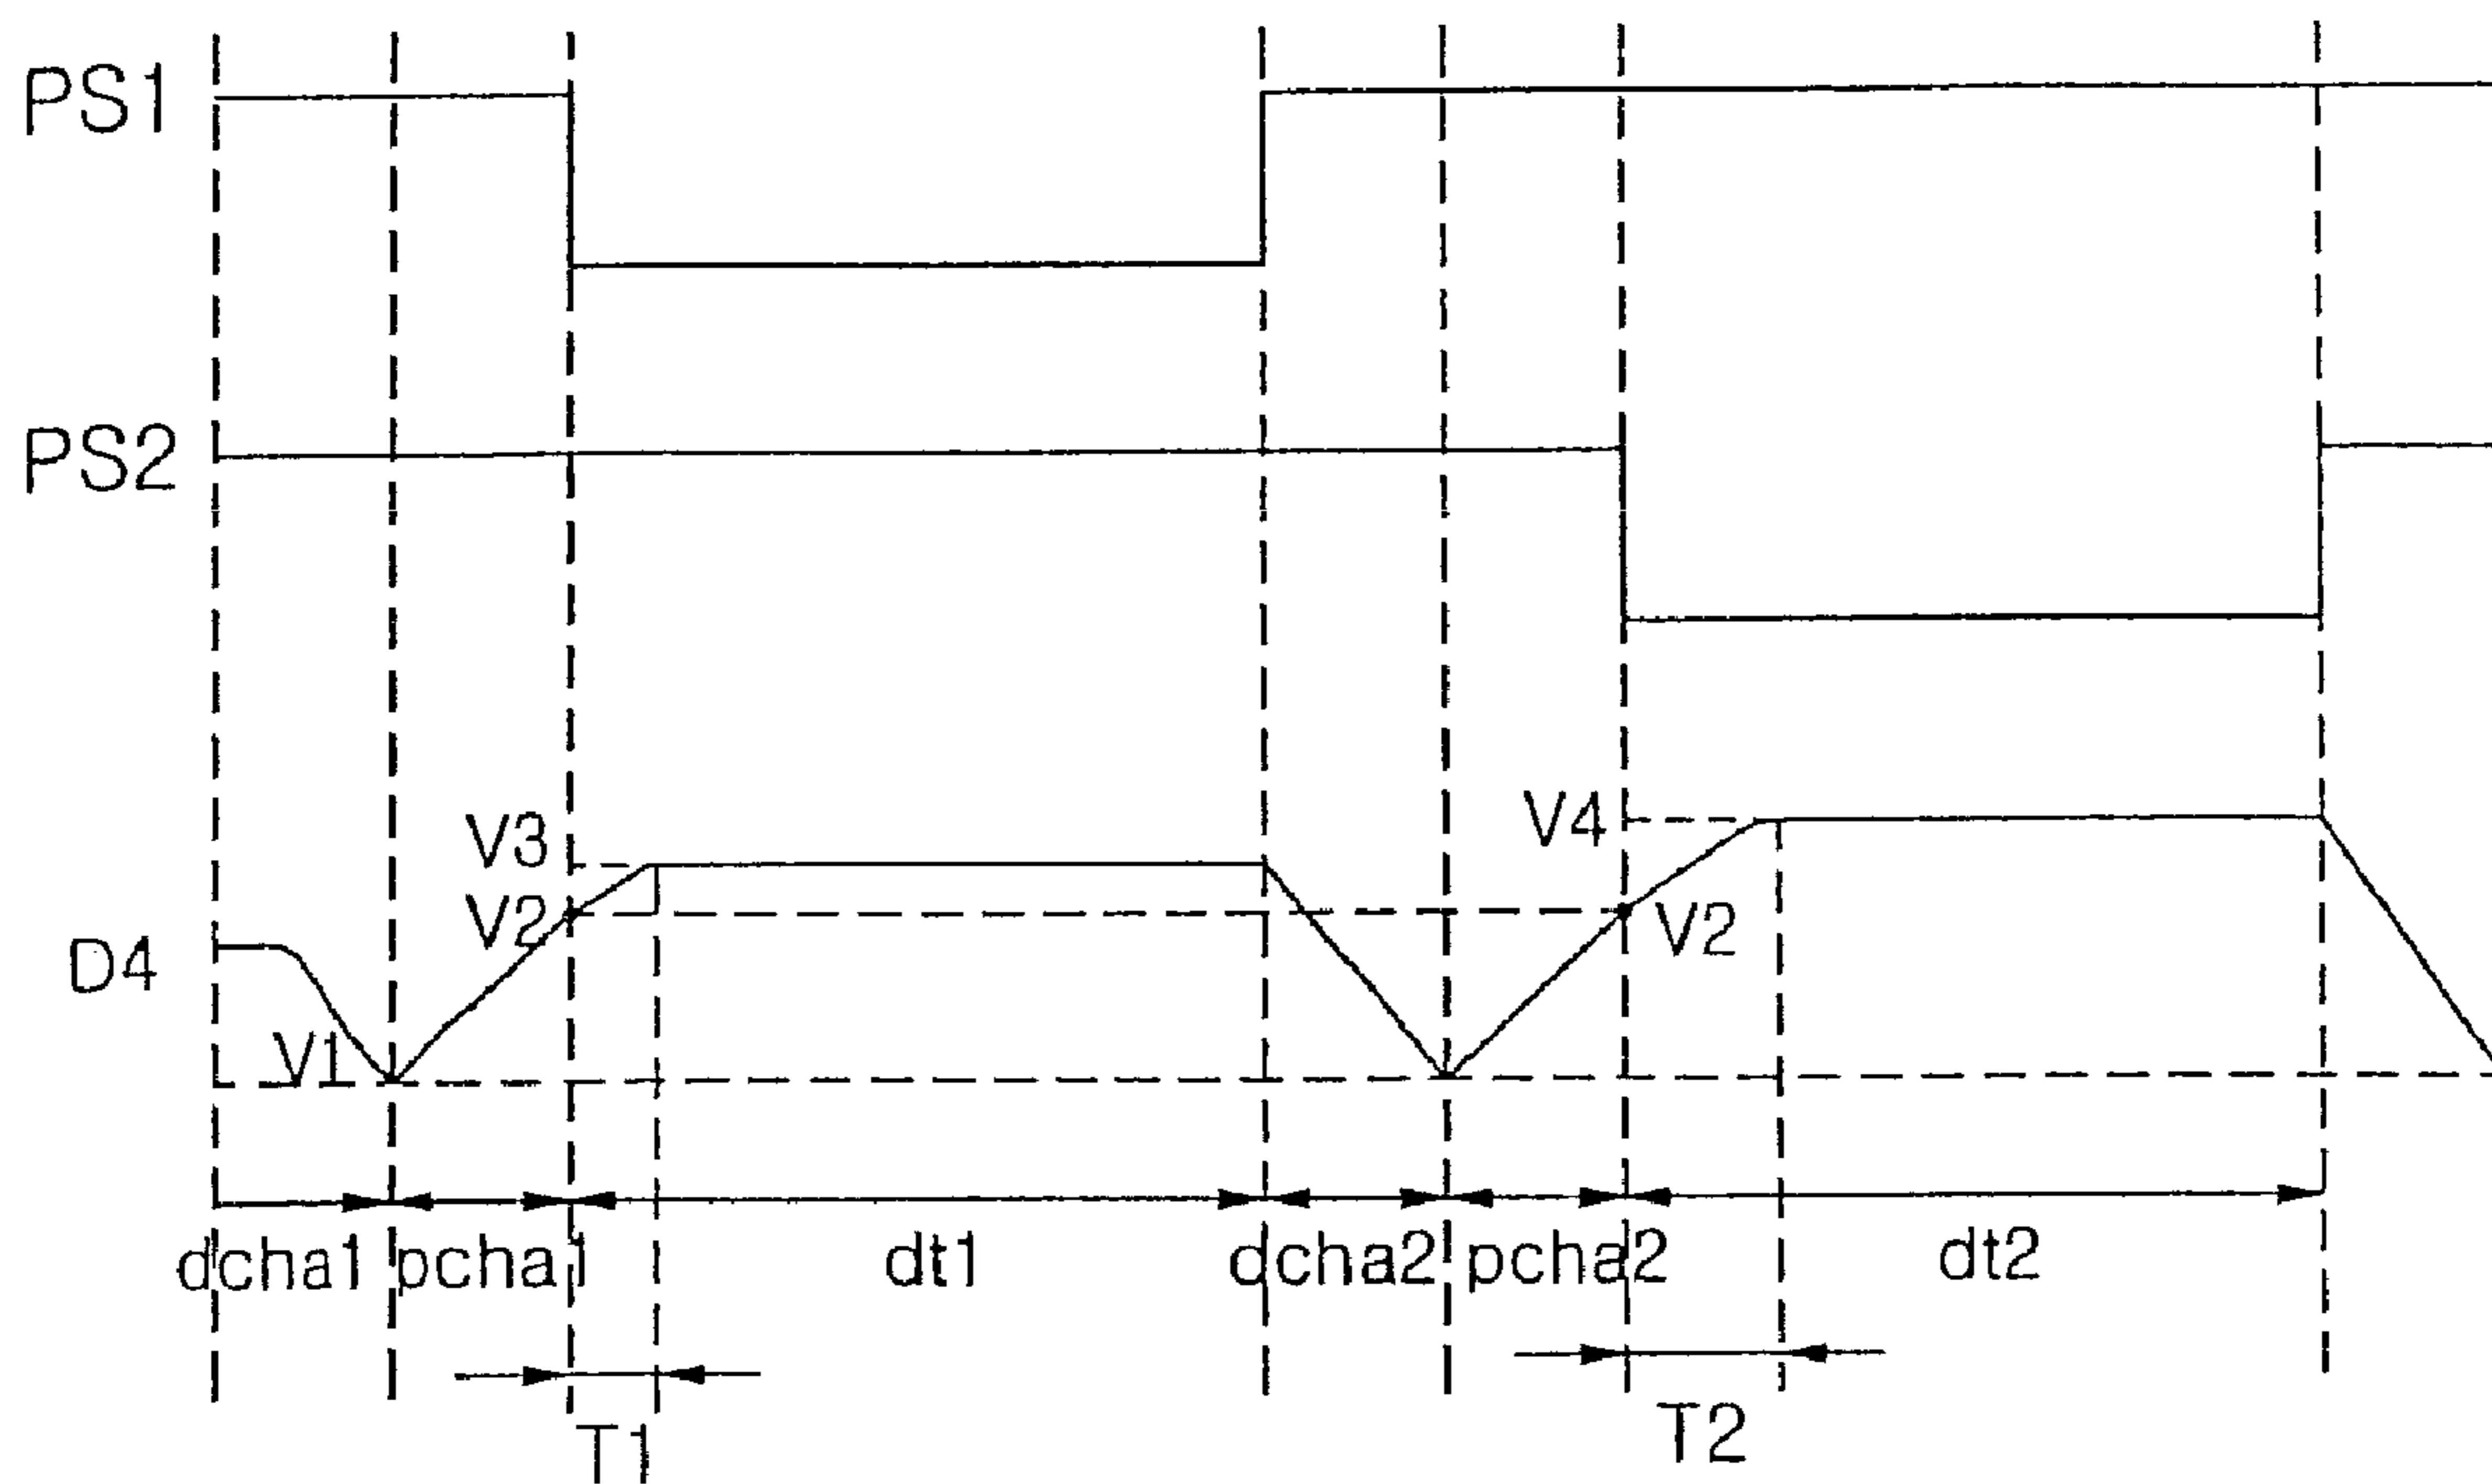 PS1
PS2
V4
V3
V2
V2
D4
V1
dcha1 pcha1 dt1 dcha2 pcha2 dt2
T1 T2